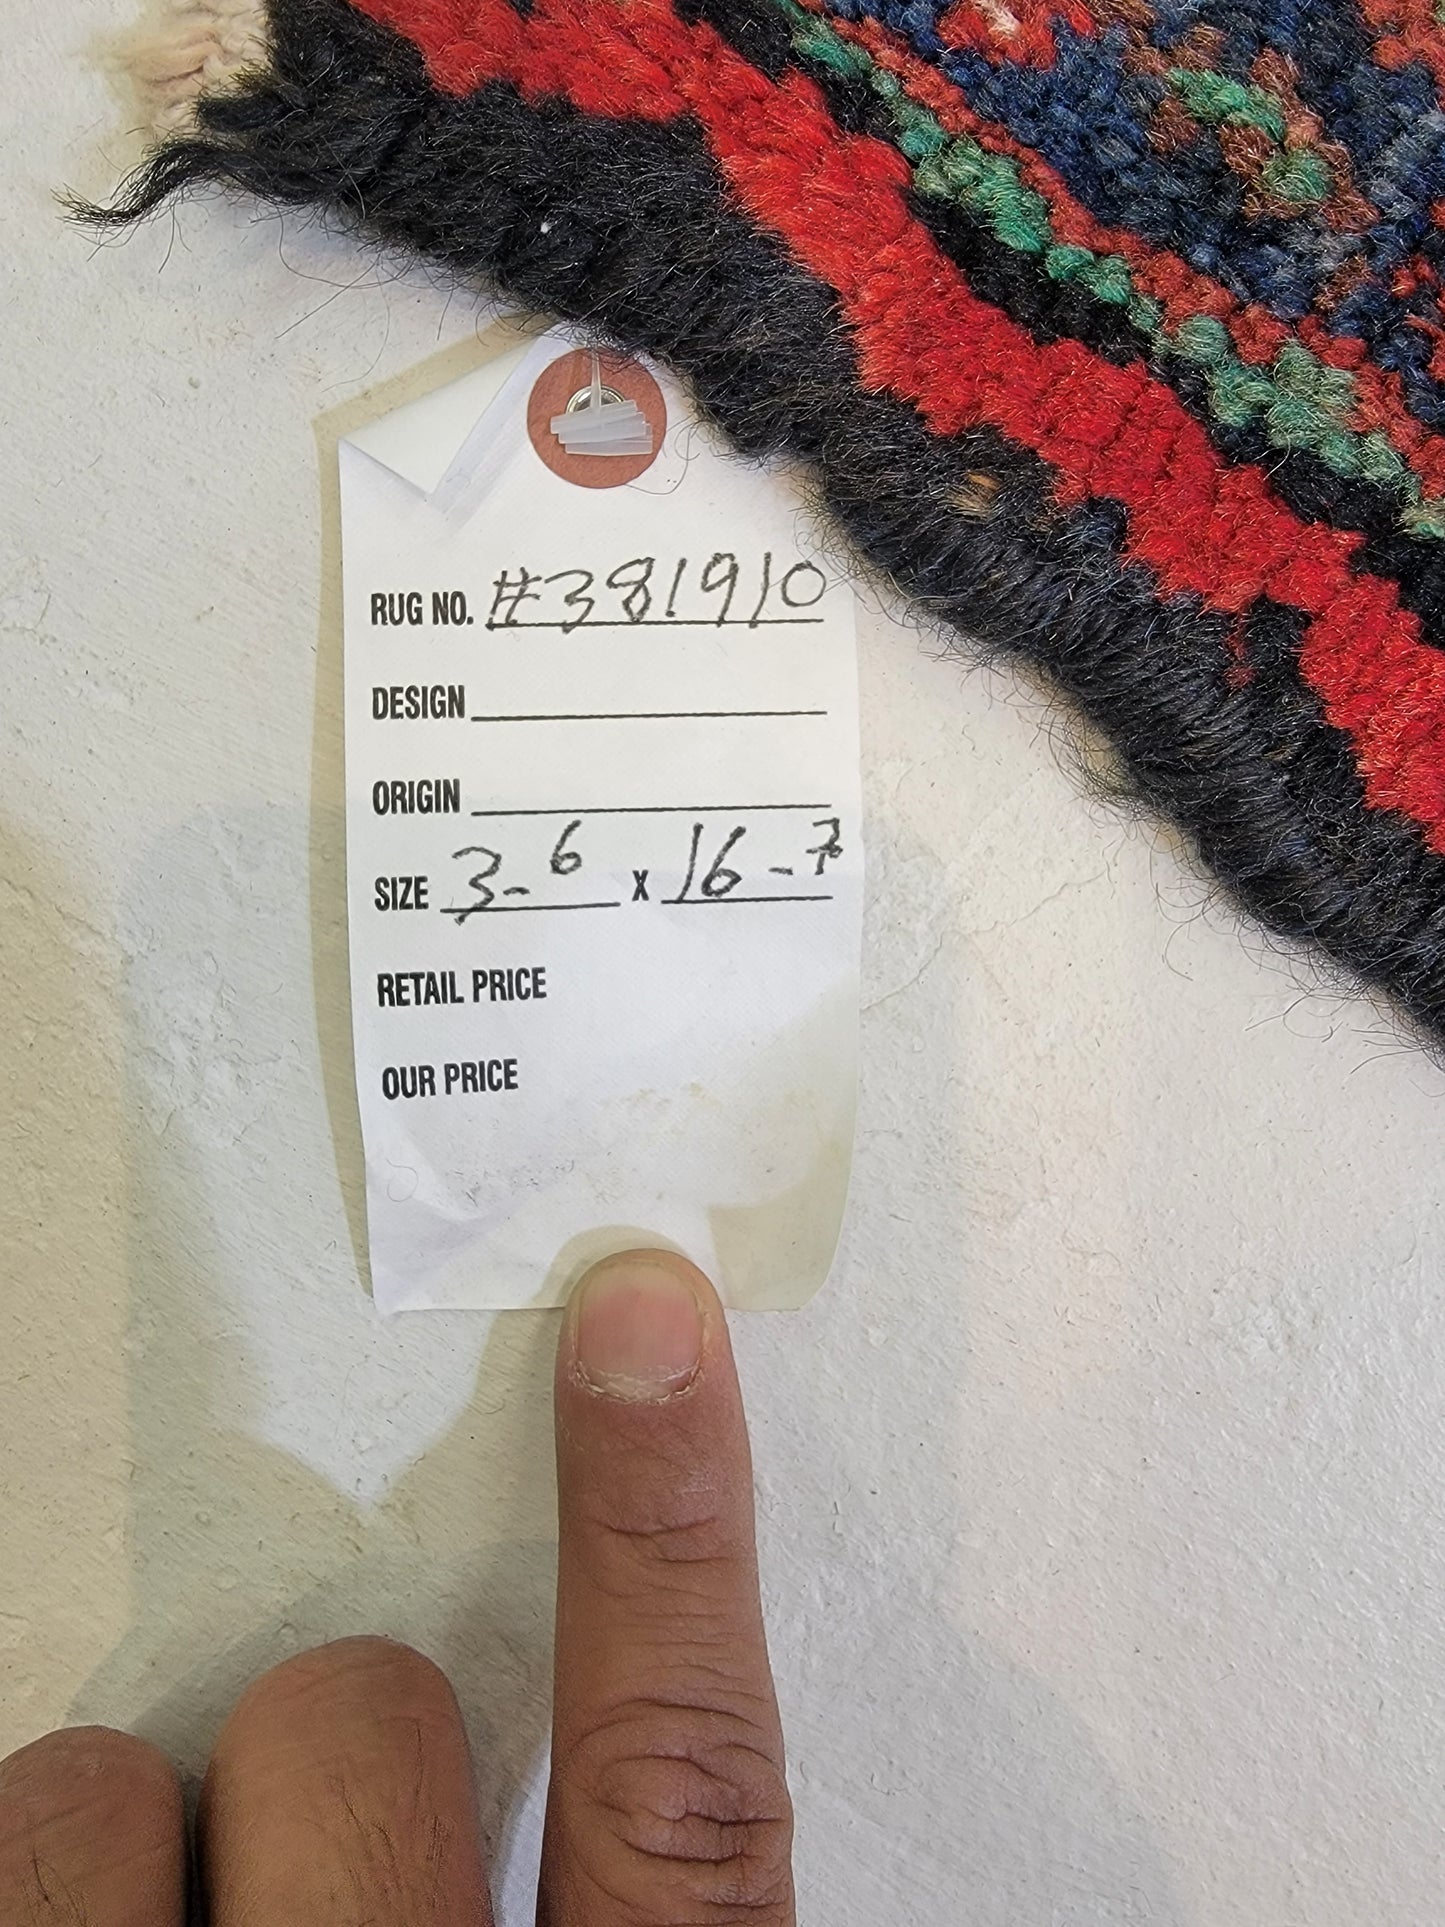 RUG NO. #381910
DESIGN
ORIGIN
SIZE 3-6 x 16-7
RETAIL PRICE
OUR PRICE